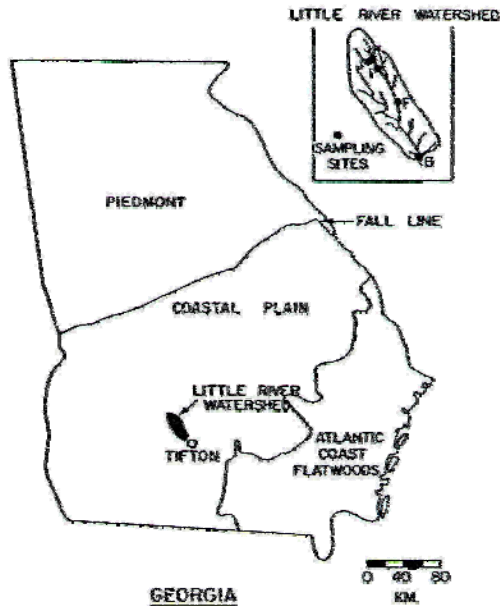 LITTLE RIVER WATERSHED
F
B
SAMPLING
SITES
PIEDMONT
FALL LINE
COASTAL PLAIN
LITTLE RIVER
WATERSHED
TIFTON
ATLANTIC
COAST
FLATWOODS
0 40 80
KM.
GEORGIA